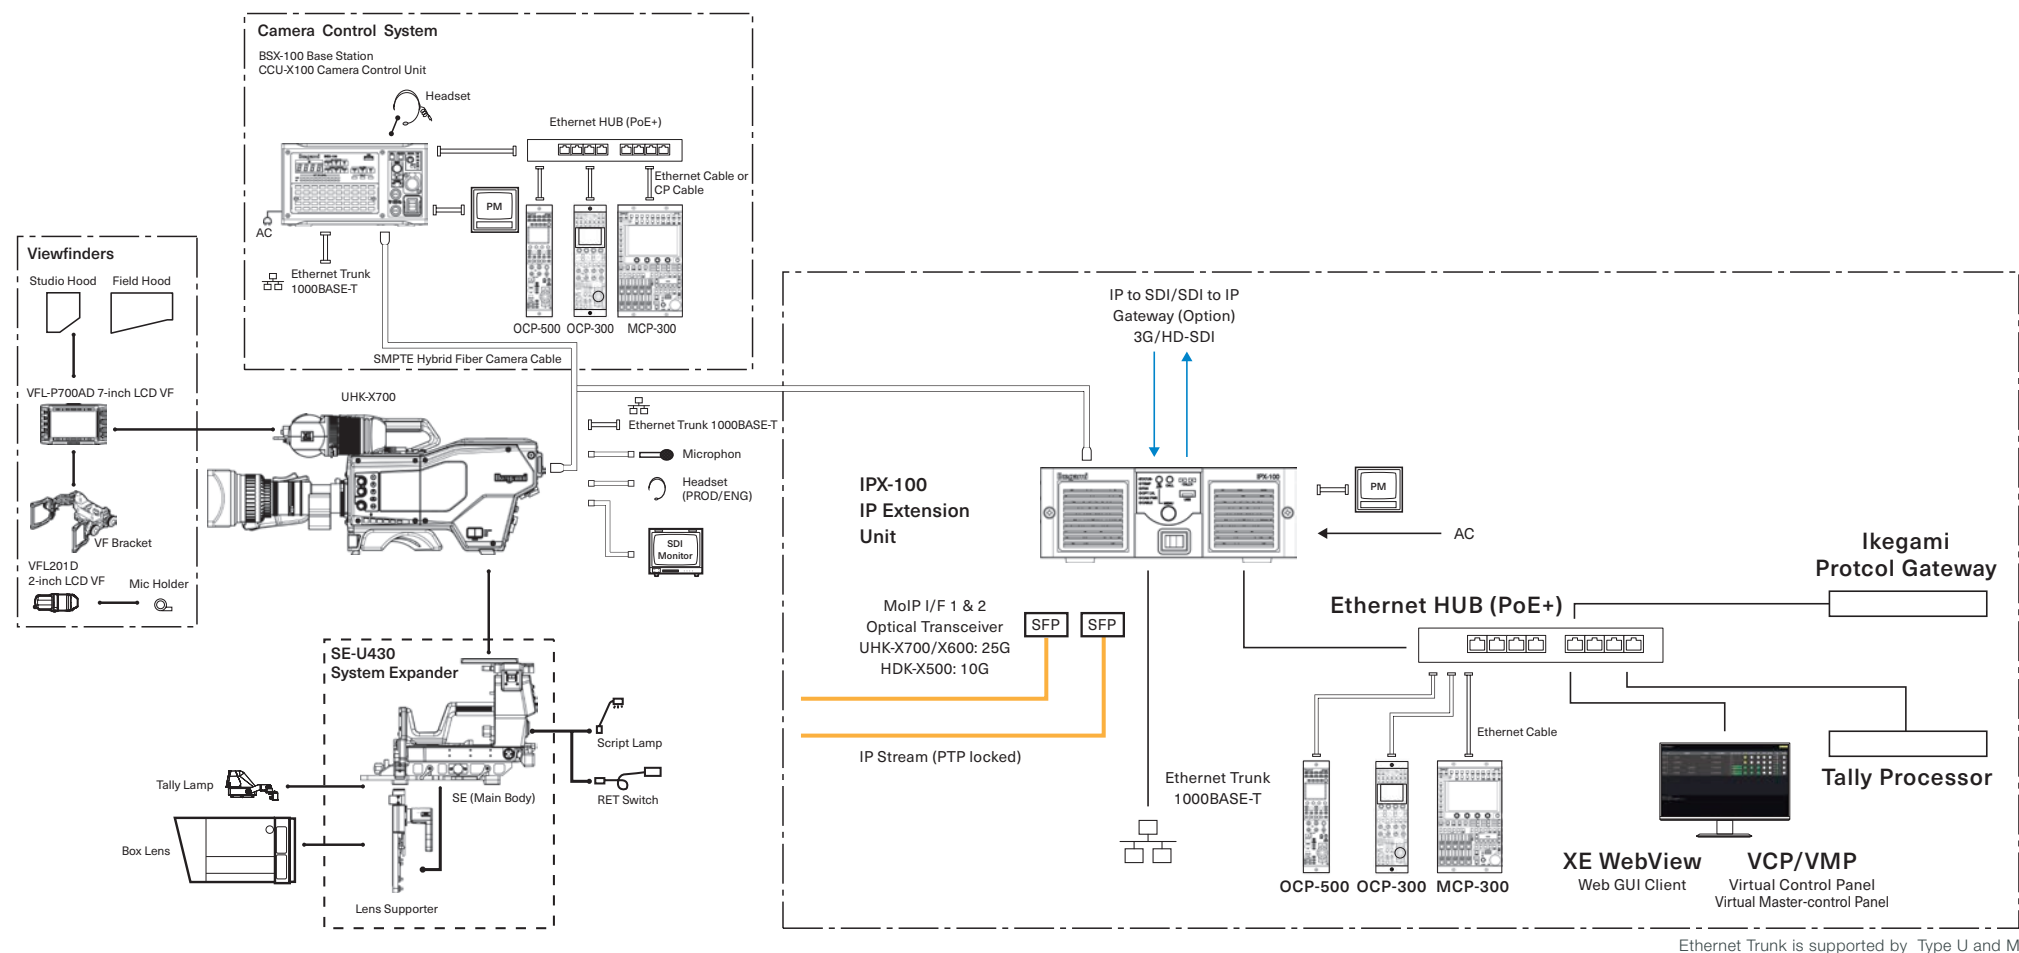 Camera Control System
BSX-100 Base Station
CCU-X100 Camera Control Unit
Headset
Ethernet HUB (PoE+)
Ikegami
Ethernet Cable or
CP Cable
PM
AC
Ethernet Trunk
1000BASE-T
OCP-500 OCP-300 MCP-300
SMPTE Hybrid Fiber Camera Cable
Viewfinders
Studio Hood Field Hood
VFL-P700AD 7-inch LCD VF
VF Bracket
VFL201D
2-inch LCD VF
Mic Holder
UHK-X700
Ikegami
Ethernet Trunk 1000BASE-T
Microphon
Headset
(PROD/ENG)
SDI
Monitor
SE-U430
System Expander
Script Lamp
RET Switch
Tally Lamp
SE (Main Body)
Box Lens
Lens Supporter
IP to SDI/SDI to IP
Gateway (Option)
3G/HD-SDI
IPX-100
IP Extension
Unit
Ikegami
IPX-100
PM
AC
MoIP I/F 1 & 2
Optical Transceiver
UHK-X700/X600: 25G
HDK-X500: 10G
SFP SFP
IP Stream (PTP locked)
Ethernet Trunk
1000BASE-T
Ikegami
Protcol Gateway
Ethernet HUB (PoE+)
Ethernet Cable
Tally Processor
OCP-500 OCP-300 MCP-300
XE WebView
Web GUI Client
VCP/VMP
Virtual Control Panel
Virtual Master-control Panel
Ethernet Trunk is supported by Type U and M